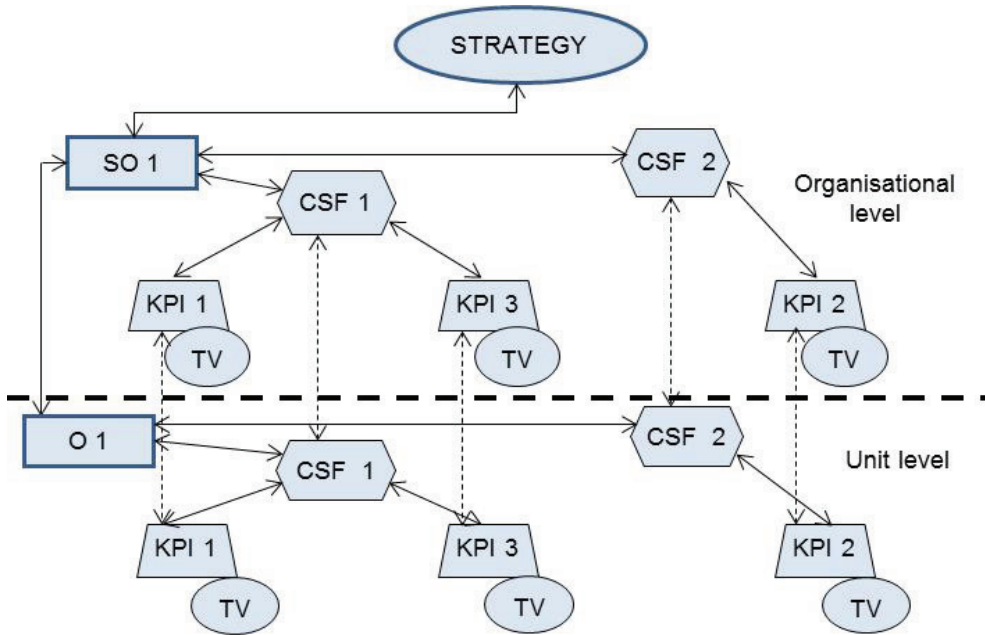 STRATEGY
SO 1
CSF 2
CSF 1
Organisational
level
KPI 1
KPI 3
KPI 2
TV
TV
TV
O 1
CSF 2
CSF 1
Unit level
KPI 1
KPI 3
KPI 2
TV
TV
TV